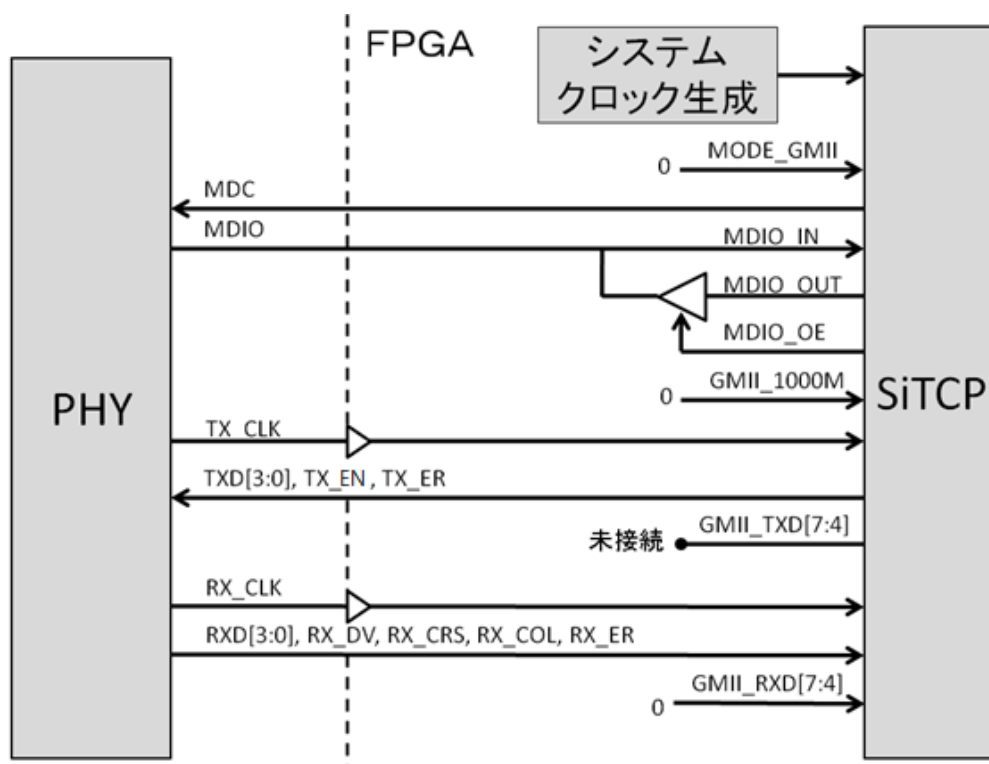 FPGA
システム
クロック生成
MODE_GMII
0
MDC
MDIO
MDIO_IN
MDIO_OUT
MDIO_OE
GMII_1000M
0
PHY
SiTCP
TX_CLK
TXD[3:0], TX_EN , TX_ER
GMII_TXD[7:4]
未接続
RX_CLK
RXD[3:0], RX_DV, RX_CRS, RX_COL, RX_ER
GMII_RXD[7:4]
0